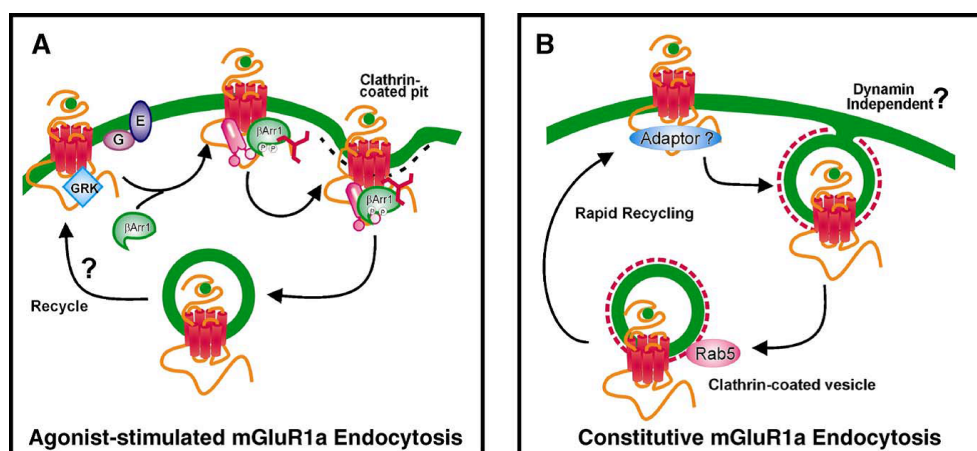 A
Clathrin-
coated pit
G
E
GRK
βArr1
βArr1
P P
βArr1
P P
?
Recycle
Agonist-stimulated mGluR1a Endocytosis
B
Dynamin
Independent ?
Adaptor ?
Rapid Recycling
Rab5
Clathrin-coated vesicle
Constitutive mGluR1a Endocytosis